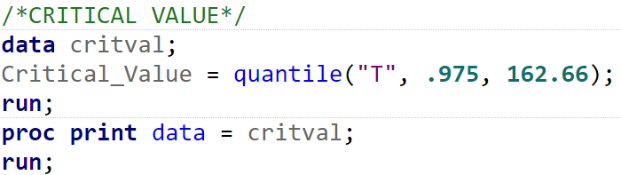 /*CRITICAL VALUE*/
data critval;
Critical_Value = quantile("T", .975, 162.66);
run;
proc print data = critval;
run;